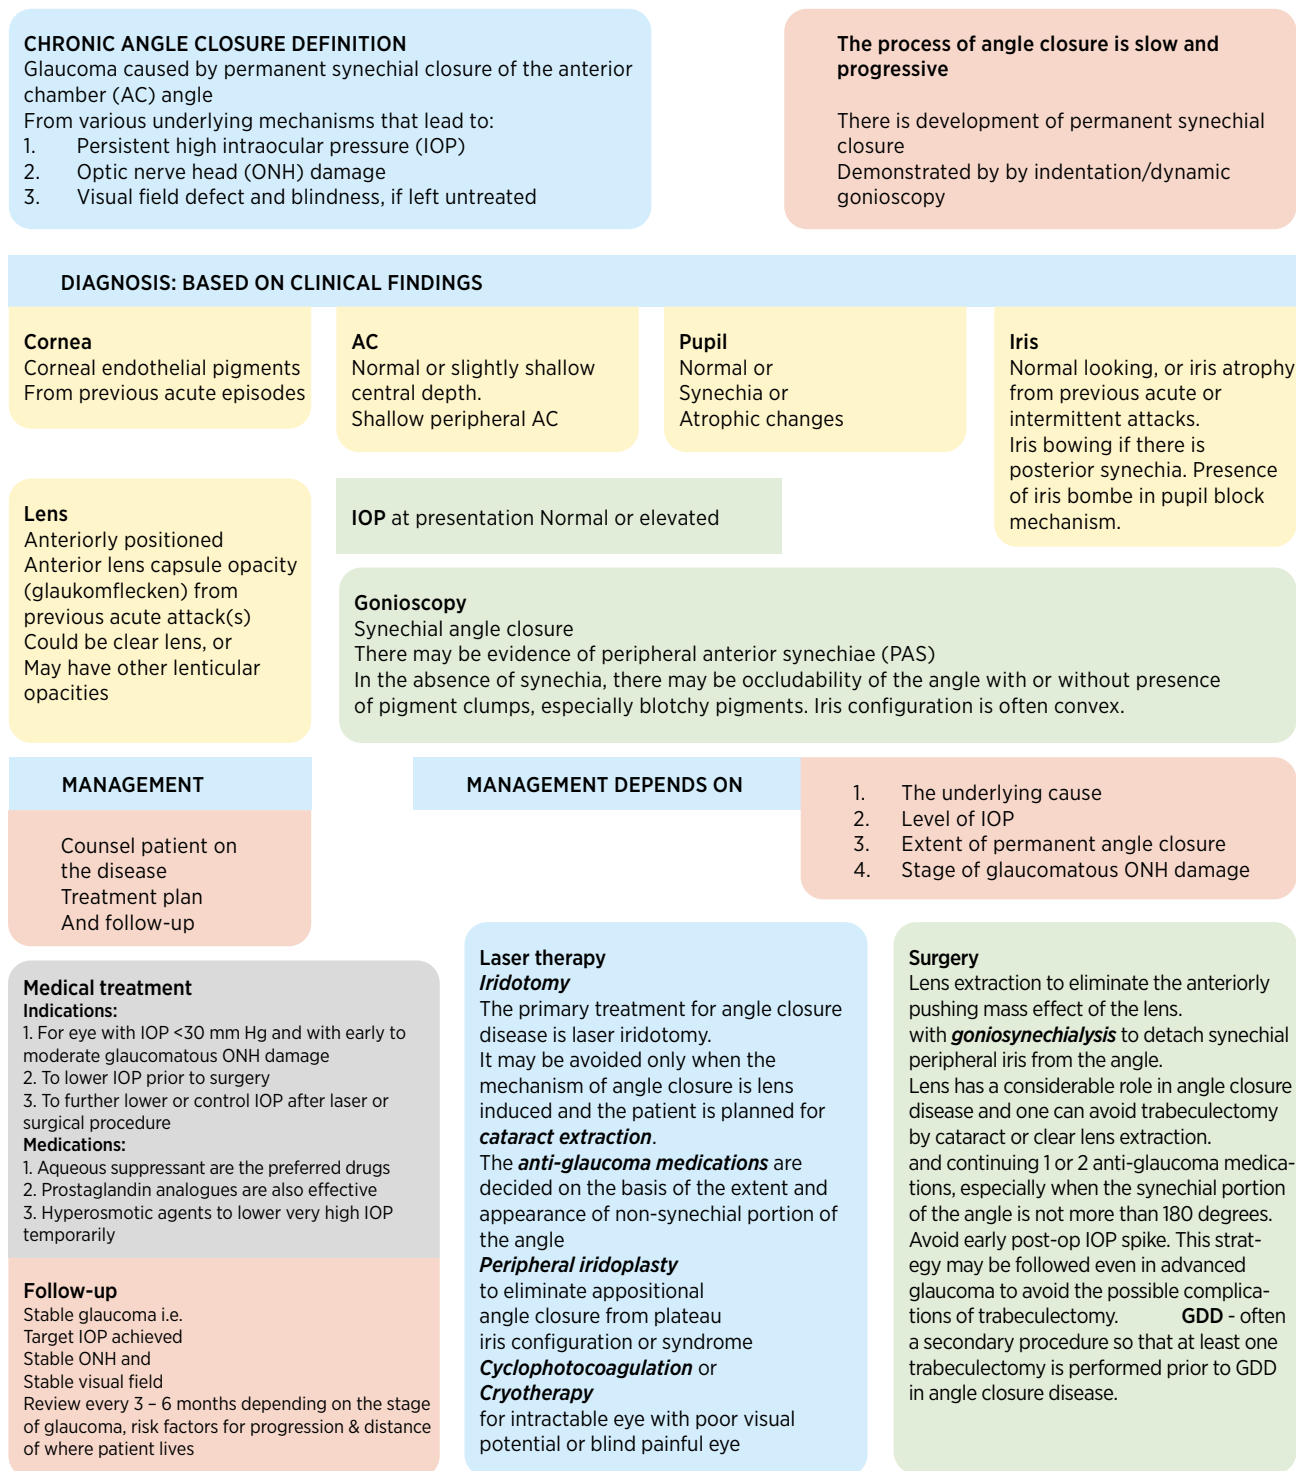 CHRONIC ANGLE CLOSURE DEFINITION
Glaucoma caused by permanent synechial closure of the anterior
chamber (AC) angle
From various underlying mechanisms that lead to:
1. Persistent high intraocular pressure (IOP)
2. Optic nerve head (ONH) damage
3. Visual field defect and blindness, if left untreated
The process of angle closure is slow and
progressive
There is development of permanent synechial
closure
Demonstrated by by indentation/dynamic
gonioscopy
DIAGNOSIS: BASED ON CLINICAL FINDINGS
Cornea
Corneal endothelial pigments
From previous acute episodes
AC
Normal or slightly shallow
central depth.
Shallow peripheral AC
Pupil
Normal or
Synechia or
Atrophic changes
Iris
Normal looking, or iris atrophy
from previous acute or
intermittent attacks.
Iris bowing if there is
posterior synechia. Presence
of iris bombe in pupil block
mechanism.
Lens
Anteriorly positioned
Anterior lens capsule opacity
(glaukomflecken) from
previous acute attack(s)
Could be clear lens, or
May have other lenticular
opacities
IOP at presentation Normal or elevated
Gonioscopy
Synechial angle closure
There may be evidence of peripheral anterior synechiae (PAS)
In the absence of synechia, there may be occludability of the angle with or without presence
of pigment clumps, especially blotchy pigments. Iris configuration is often convex.
MANAGEMENT
Counsel patient on
the disease
Treatment plan
And follow-up
MANAGEMENT DEPENDS ON
1. The underlying cause
2. Level of IOP
3. Extent of permanent angle closure
4. Stage of glaucomatous ONH damage
Medical treatment
Indications:
1. For eye with IOP <30 mm Hg and with early to
moderate glaucomatous ONH damage
2. To lower IOP prior to surgery
3. To further lower or control IOP after laser or
surgical procedure
Medications:
1. Aqueous suppressant are the preferred drugs
2. Prostaglandin analogues are also effective
3. Hyperosmotic agents to lower very high IOP
temporarily
Follow-up
Stable glaucoma i.e.
Target IOP achieved
Stable ONH and
Stable visual field
Review every 3 – 6 months depending on the stage
of glaucoma, risk factors for progression & distance
of where patient lives
Laser therapy
Iridotomy
The primary treatment for angle closure
disease is laser iridotomy.
It may be avoided only when the
mechanism of angle closure is lens
induced and the patient is planned for
cataract extraction.
The anti-glaucoma medications are
decided on the basis of the extent and
appearance of non-synechial portion of
the angle
Peripheral iridoplasty
to eliminate appositional
angle closure from plateau
iris configuration or syndrome
Cyclophotocoagulation or
Cryotherapy
for intractable eye with poor visual
potential or blind painful eye
Surgery
Lens extraction to eliminate the anteriorly
pushing mass effect of the lens.
with goniosynechialysis to detach synechial
peripheral iris from the angle.
Lens has a considerable role in angle closure
disease and one can avoid trabeculectomy
by cataract or clear lens extraction.
and continuing 1 or 2 anti-glaucoma medica-
tions, especially when the synechial portion
of the angle is not more than 180 degrees.
Avoid early post-op IOP spike. This strat-
egy may be followed even in advanced
glaucoma to avoid the possible complica-
tions of trabeculectomy. GDD - often
a secondary procedure so that at least one
trabeculectomy is performed prior to GDD
in angle closure disease.